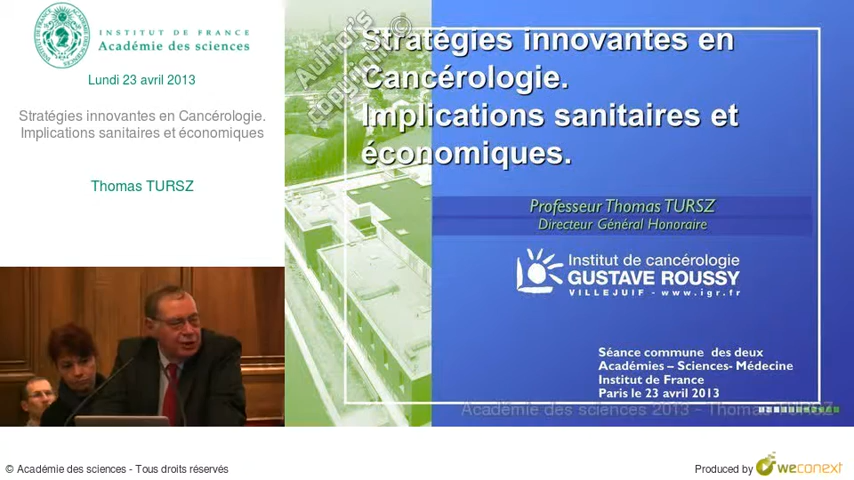 INSTITUT DE FRANCE
Académie des sciences
Lundi 23 avril 2013
Stratégies innovantes en Cancérologie.
Implications sanitaires et économiques
Thomas TURSZ
Author's
copyright ©
Stratégies innovantes en
Cancérologie.
Implications sanitaires et
économiques.
Professeur Thomas TURSZ
Directeur Général Honoraire
Institut de cancérologie
GUSTAVE ROUSSY
VILLEJUIF - www.igr.fr
Séance commune des deux
Académies – Sciences- Médecine
Institut de France
Paris le 23 avril 2013
Académie des sciences 2013 - Thomas TURSZ
© Académie des sciences - Tous droits réservés
Produced by weconext